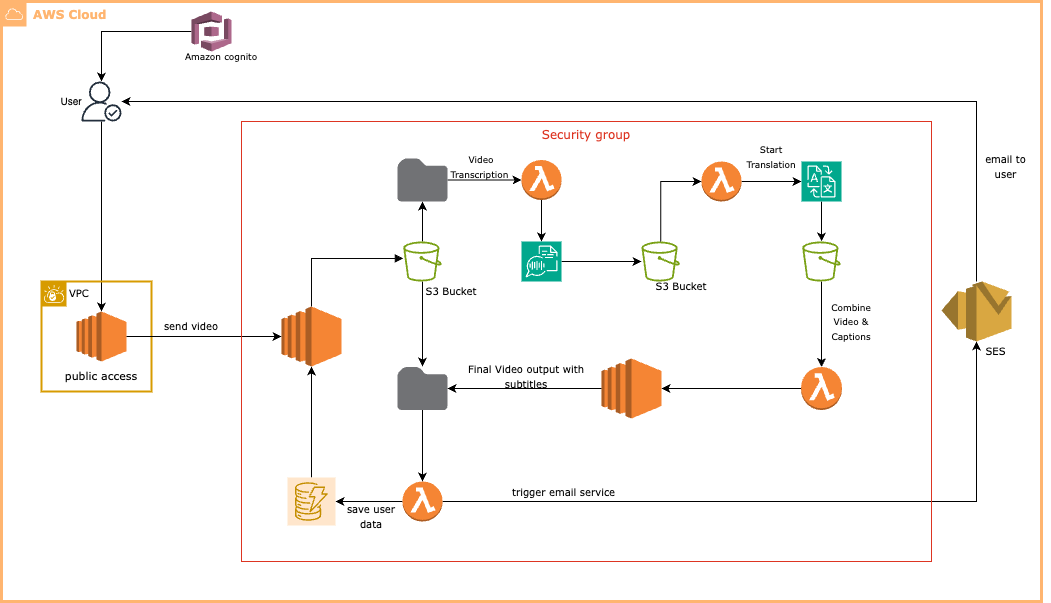 AWS Cloud
Amazon cognito
User
Security group
Video
Transcription
Start
Translation
email to
user
S3 Bucket
S3 Bucket
VPC
public access
send video
Combine
Video &
Captions
SES
Final Video output with
subtitles
trigger email service
save user
data